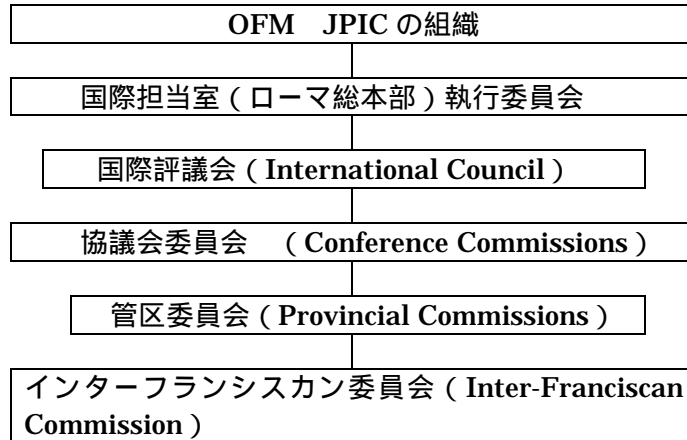 OFM　JPIC の組織
国際担当室（ローマ総本部）執行委員会
国際評議会（International Council）
協議会委員会　（Conference Commissions）
管区委員会（Provincial Commissions）
インターフランシスカン委員会（Inter-Franciscan
Commission）